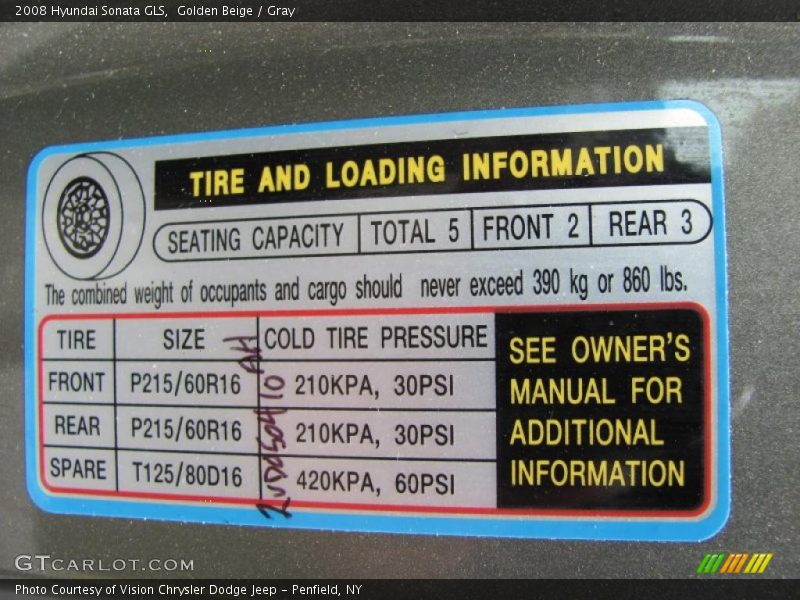 2008 Hyundai Sonata GLS,  Golden Beige / Gray
TIRE AND LOADING INFORMATION
SEATING CAPACITY TOTAL 5 FRONT 2 REAR 3
The combined weight of occupants and cargo should never exceed 390 kg or 860 lbs.
TIRE SIZE COLD TIRE PRESSURE
FRONT P215/60R16 210KPA, 30PSI
REAR P215/60R16 210KPA, 30PSI
SPARE T125/80D16 420KPA, 60PSI
SEE OWNER'S
MANUAL FOR
ADDITIONAL
INFORMATION
GTCARLOT.COM
Photo Courtesy of Vision Chrysler Dodge Jeep – Penfield, NY